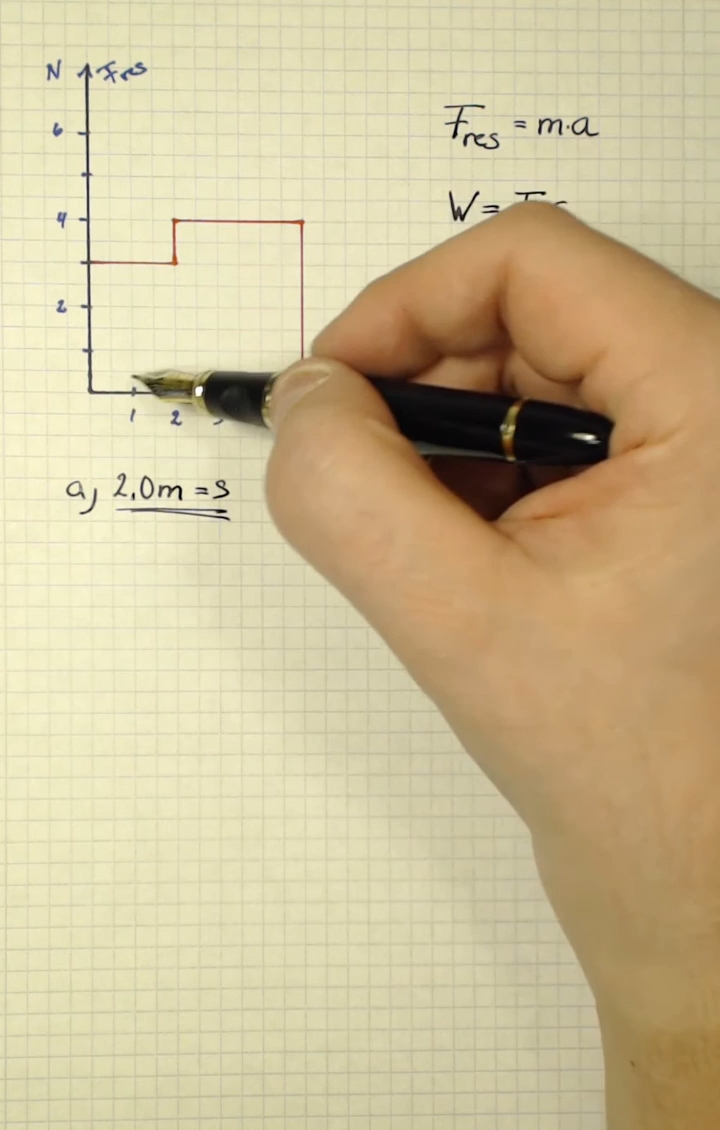 N Fres
6
4
2
1 2
Fres = m·a
W =
a) 2,0m = s